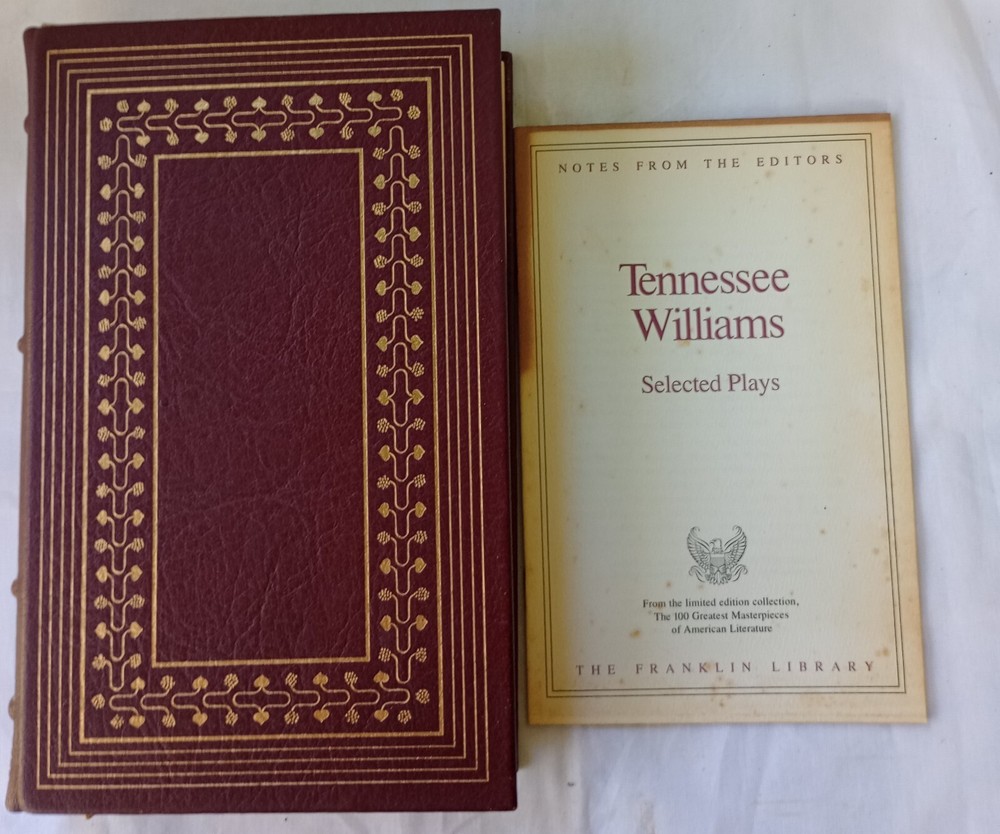 NOTES FROM THE EDITORS
Tennessee
Williams
Selected Plays
From the limited edition collection,
The 100 Greatest Masterpieces
of American Literature
THE FRANKLIN LIBRARY